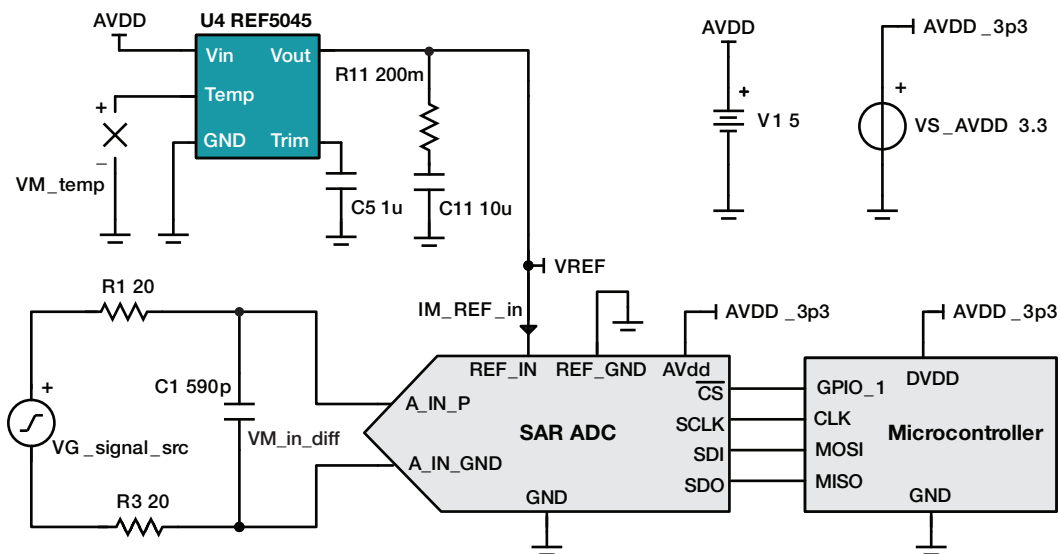 U4 REF5045
AVDD
Vin
Vout
Temp
GND
Trim
+
−
VM_temp
R11 200m
C5 1u
C11 10u
AVDD
+
V1 5
AVDD _3p3
+
VS_AVDD 3.3
VREF
IM_REF_in
R1 20
C1 590p
+
VG_signal_src
VM_in_diff
R3 20
AVDD _3p3
AVDD _3p3
REF_IN
REF_GND
AVdd
A_IN_P
A_IN_GND
SAR ADC
CS
SCLK
SDI
SDO
GND
DVDD
GPIO_1
CLK
MOSI
MISO
Microcontroller
GND